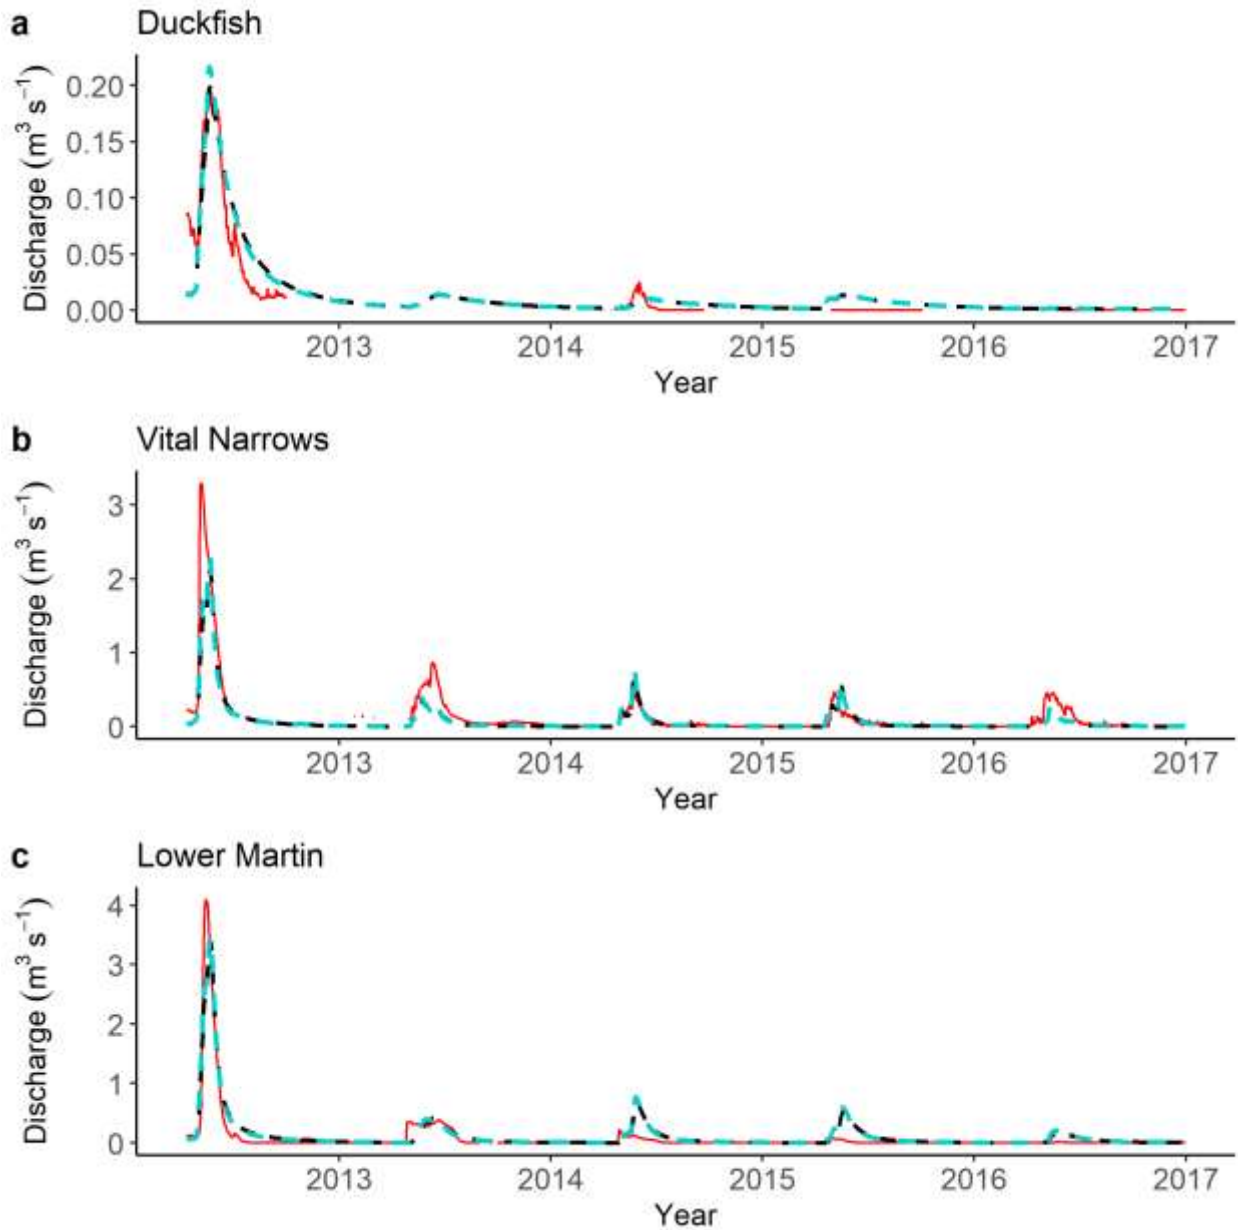 a Duckfish
Discharge (m³ s⁻¹)
0.20
0.15
0.10
0.05
0.00
2013 2014 2015 2016 2017
Year
b Vital Narrows
Discharge (m³ s⁻¹)
3
2
1
0
2013 2014 2015 2016 2017
Year
c Lower Martin
Discharge (m³ s⁻¹)
4
3
2
1
0
2013 2014 2015 2016 2017
Year